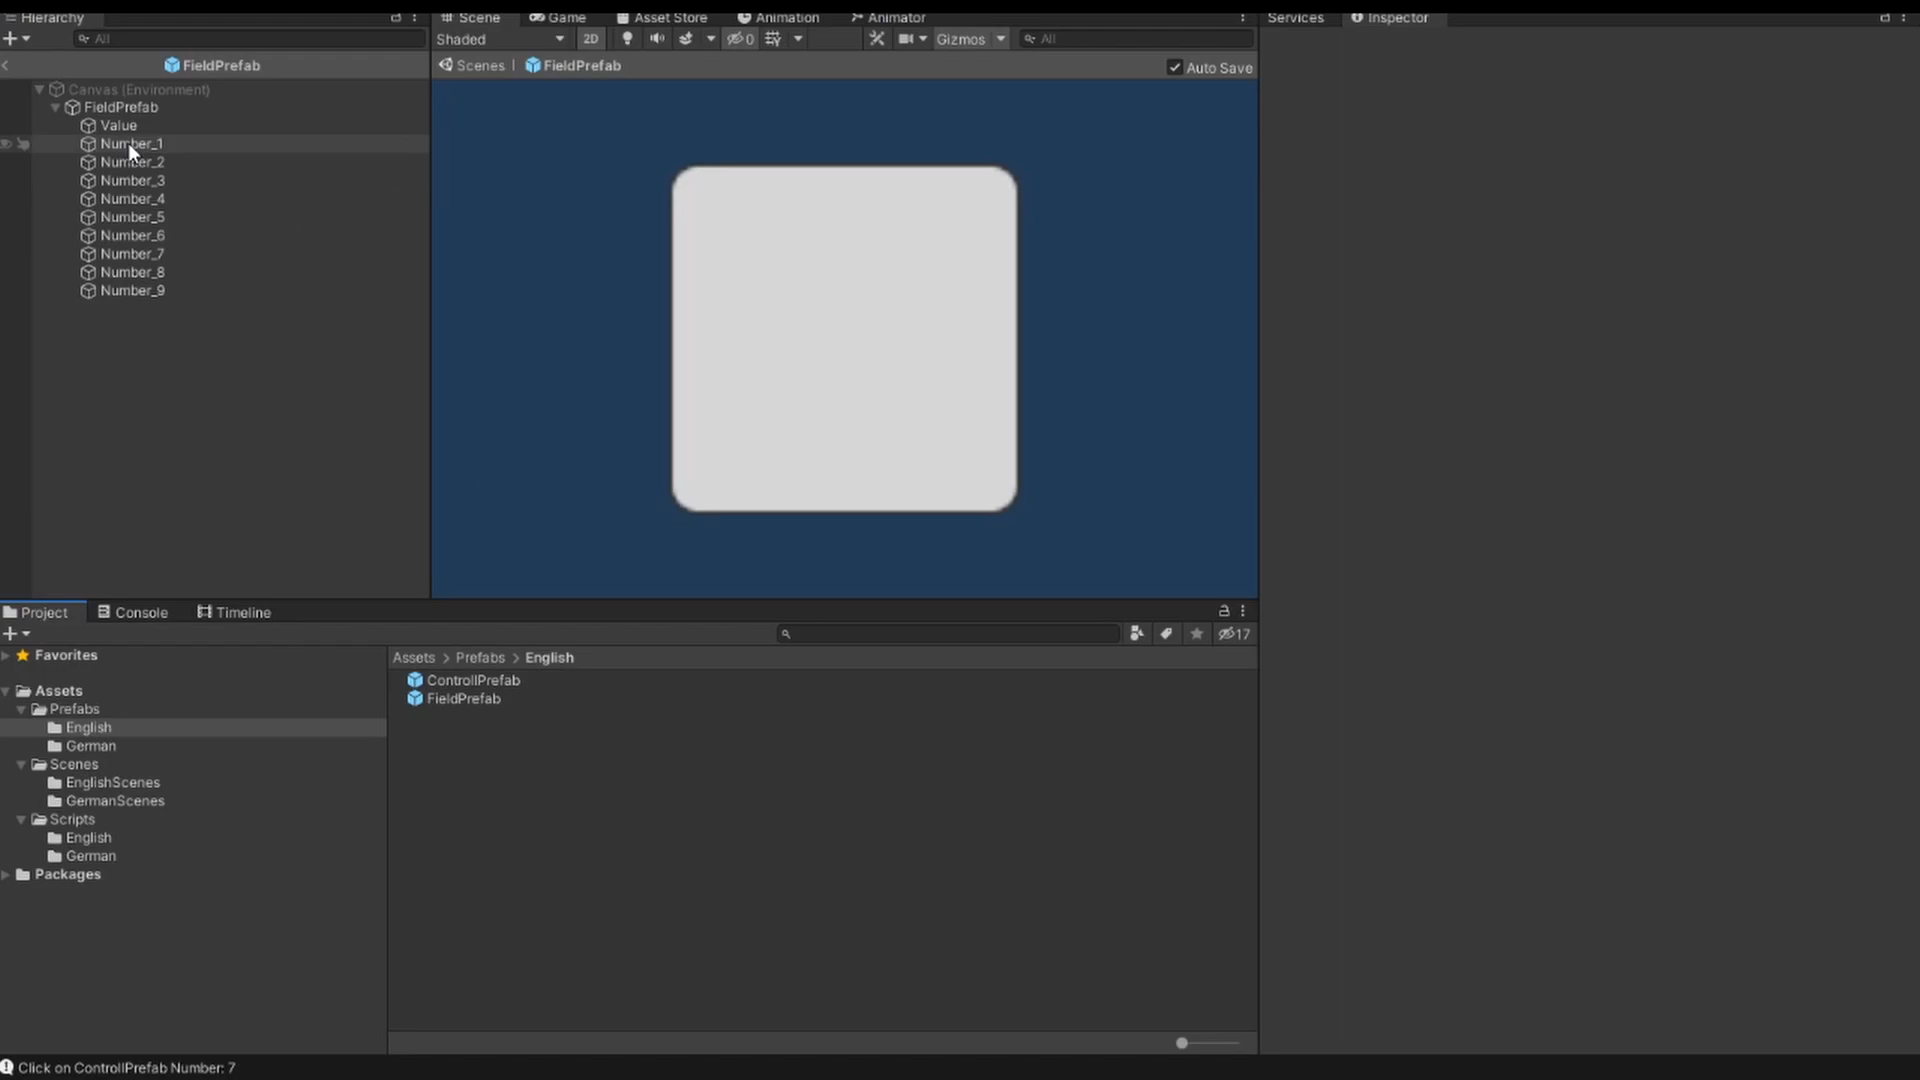 Hierarchy
Scene Game Asset Store Animation Animator
Services Inspector
All
Shaded 2D 0 Gizmos All
FieldPrefab
Scenes | FieldPrefab Auto Save
Canvas (Environment)
FieldPrefab
Value
Number_1
Number_2
Number_3
Number_4
Number_5
Number_6
Number_7
Number_8
Number_9
Project Console Timeline
17
Favorites
Assets
Prefabs
English
German
Scenes
EnglishScenes
GermanScenes
Scripts
English
German
Packages
Assets > Prefabs > English
ControllPrefab
FieldPrefab
Click on ControllPrefab Number: 7